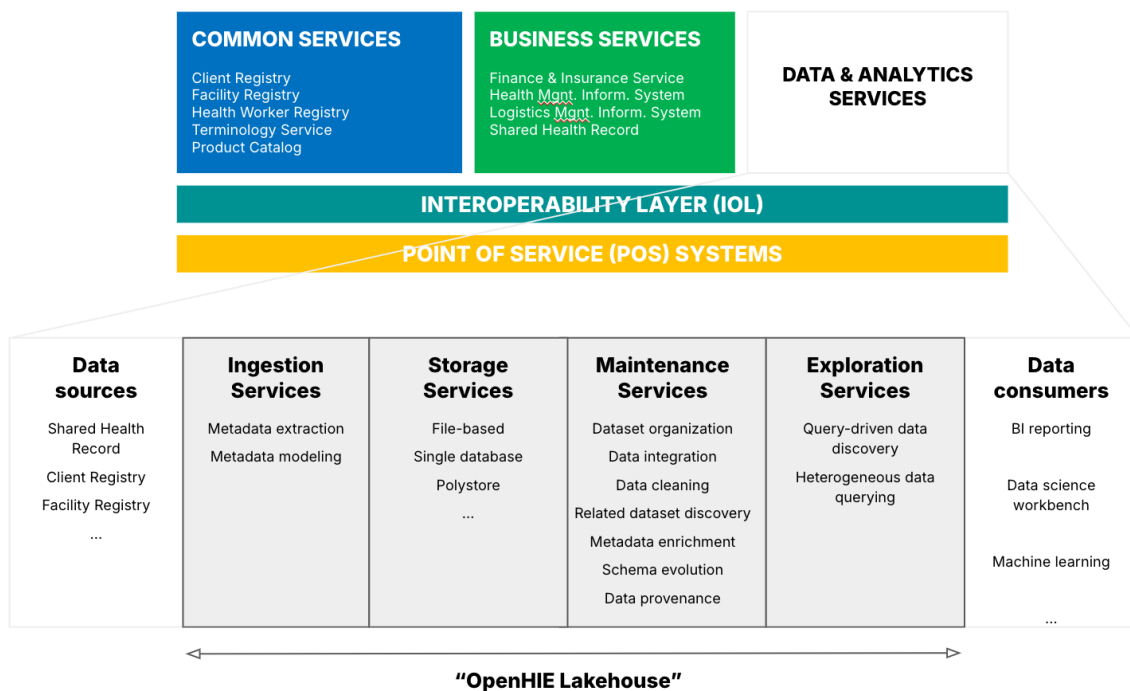 COMMON SERVICES
Client Registry
Facility Registry
Health Worker Registry
Terminology Service
Product Catalog
BUSINESS SERVICES
Finance & Insurance Service
Health Mgnt. Inform. System
Logistics Mgnt. Inform. System
Shared Health Record
DATA & ANALYTICS
SERVICES
INTEROPERABILITY LAYER (IOL)
POINT OF SERVICE (POS) SYSTEMS
Data
sources
Shared Health
Record
Client Registry
Facility Registry
...
Ingestion
Services
Metadata extraction
Metadata modeling
Storage
Services
File-based
Single database
Polystore
...
Maintenance
Services
Dataset organization
Data integration
Data cleaning
Related dataset discovery
Metadata enrichment
Schema evolution
Data provenance
Exploration
Services
Query-driven data
discovery
Heterogeneous data
querying
Data
consumers
BI reporting
Data science
workbench
Machine learning
...
“OpenHIE Lakehouse”